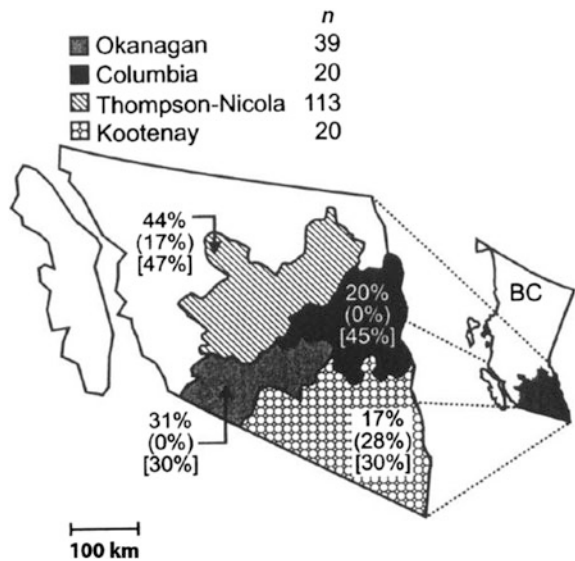 n
Okanagan 39
Columbia 20
Thompson-Nicola 113
Kootenay 20
44%
(17%)
[47%]
20%
(0%)
[45%]
BC
31%
(0%)
[30%]
17%
(28%)
[30%]
100 km